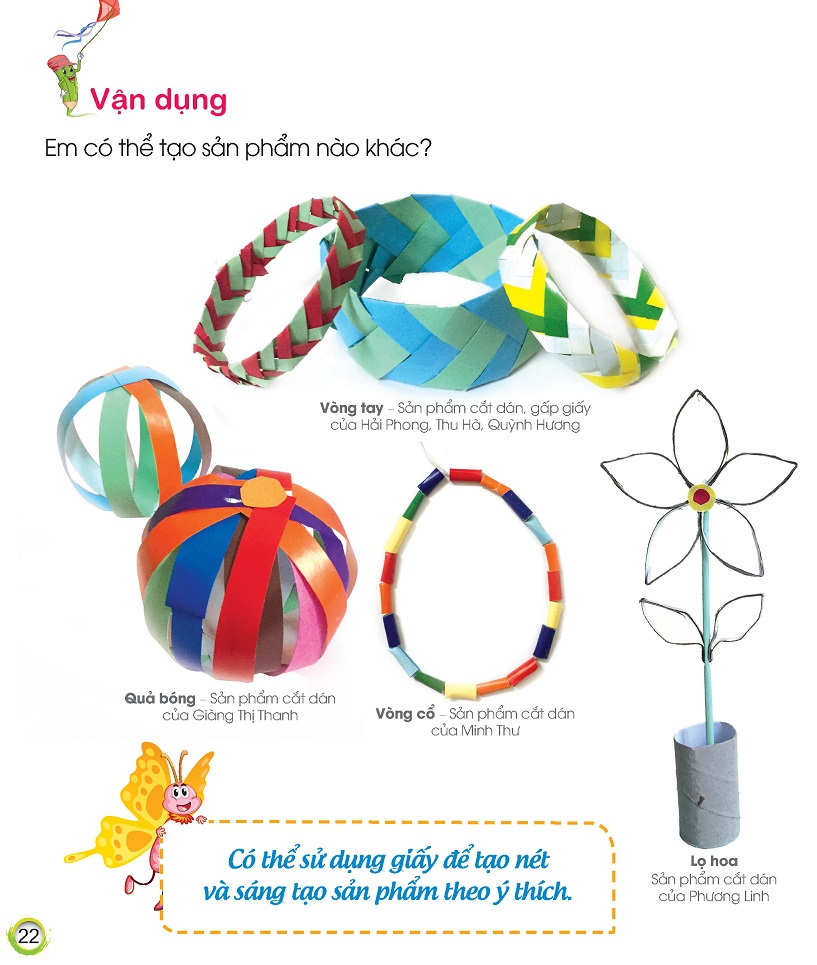 Vận dụng
Em có thể tạo sản phẩm nào khác?
Vòng tay – Sản phẩm cắt dán, gấp giấy
của Hải Phong, Thu Hà, Quỳnh Hương
Quả bóng – Sản phẩm cắt dán
của Giàng Thị Thanh
Vòng cổ – Sản phẩm cắt dán
của Minh Thư
Lọ hoa
Sản phẩm cắt dán
của Phương Linh
Có thể sử dụng giấy để tạo nét
và sáng tạo sản phẩm theo ý thích.
22